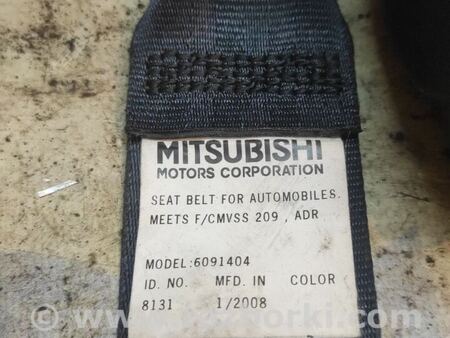 MITSUBISHI
MOTORS CORPORATION
SEAT BELT FOR AUTOMOBILES.
MEETS F/CMVSS 209 , ADR
MODEL:6091404
ID. NO. MFD. IN COLOR
8131 1/2008